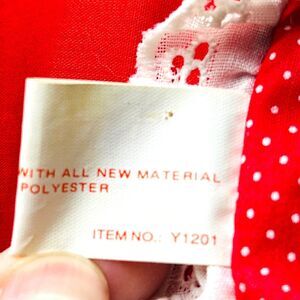 WITH ALL NEW MATERIAL
POLYESTER
ITEM NO.: Y1201